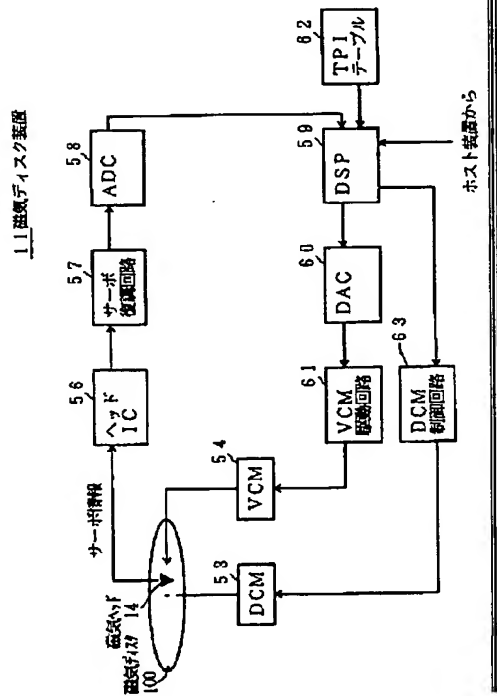 11磁気ディスク装置
サーボ情報
56
ヘッド
IC
57
サーボ
復調回路
58
ADC
磁気ヘッド
14
磁気ディスク
100
54
VCM
61
VCM
駆動回路
60
DAC
59
DSP
62
TPI
テーブル
53
DCM
63
DCM
制御回路
ホスト装置から